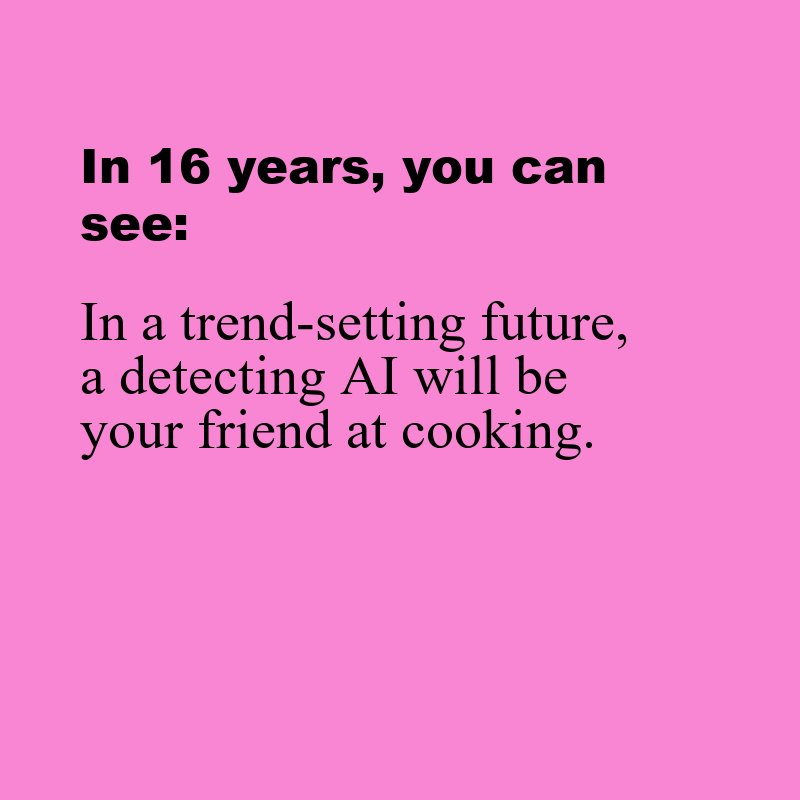 In 16 years, you can
see:
In a trend-setting future,
a detecting AI will be
your friend at cooking.